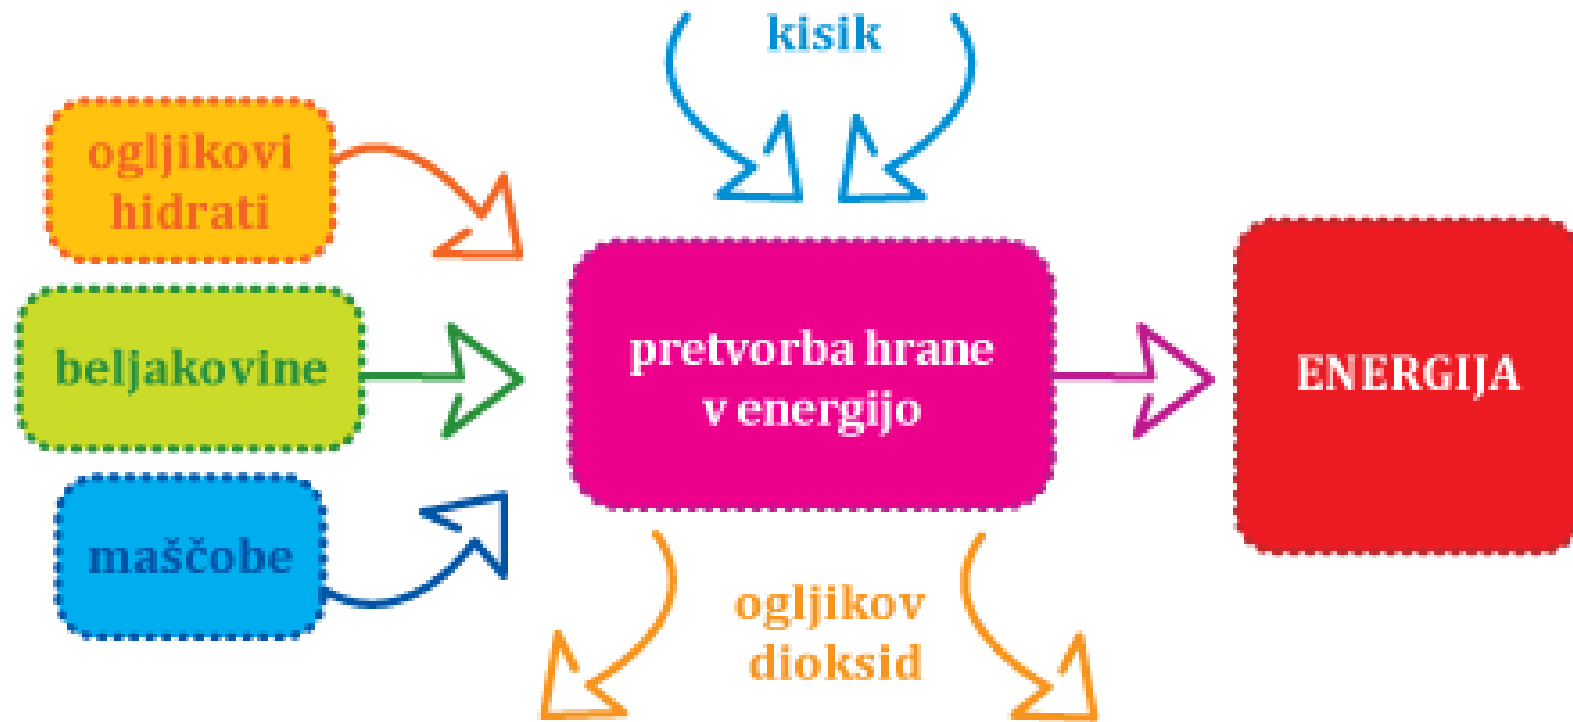 kisik
ogljikovi
hidrati
beljakovine
maščobe
pretvorba hrane
v energijo
ENERGIJA
ogljikov
dioksid